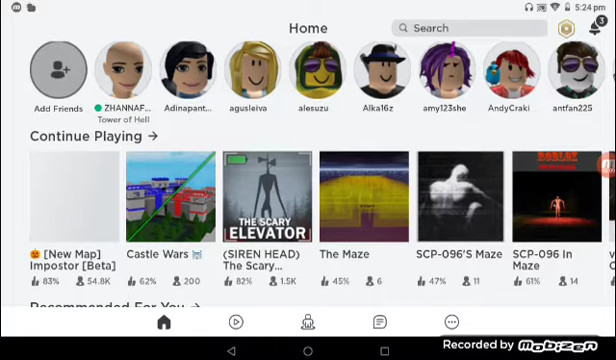 5:24 pm
Home
Search
3
Add Friends
ZHANNAF...
Tower of Hell
Adinapant...
agusleiva
alesuzu
Alka16z
amy123she
AndyCraki
antfan225
Continue Playing →
THE SCARY
ELEVATOR
ROBLOX
🎃 [New Map]
Impostor [Beta]
83% 54.8K
Castle Wars
62% 200
(SIREN HEAD)
The Scary...
82% 1.5K
The Maze
45% 6
SCP-096'S Maze
47% 11
SCP-096 In
Maze
61% 14
Recommended For You →
Recorded by Mobizen